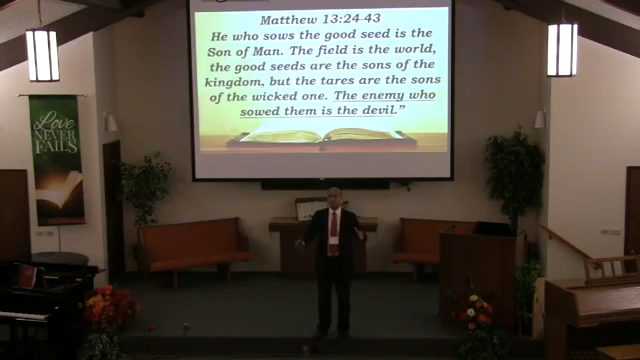 Matthew 13:24-43
He who sows the good seed is the
Son of Man. The field is the world,
the good seeds are the sons of the
kingdom, but the tares are the sons
of the wicked one. The enemy who
sowed them is the devil.”
Love
NEVER
FAILS